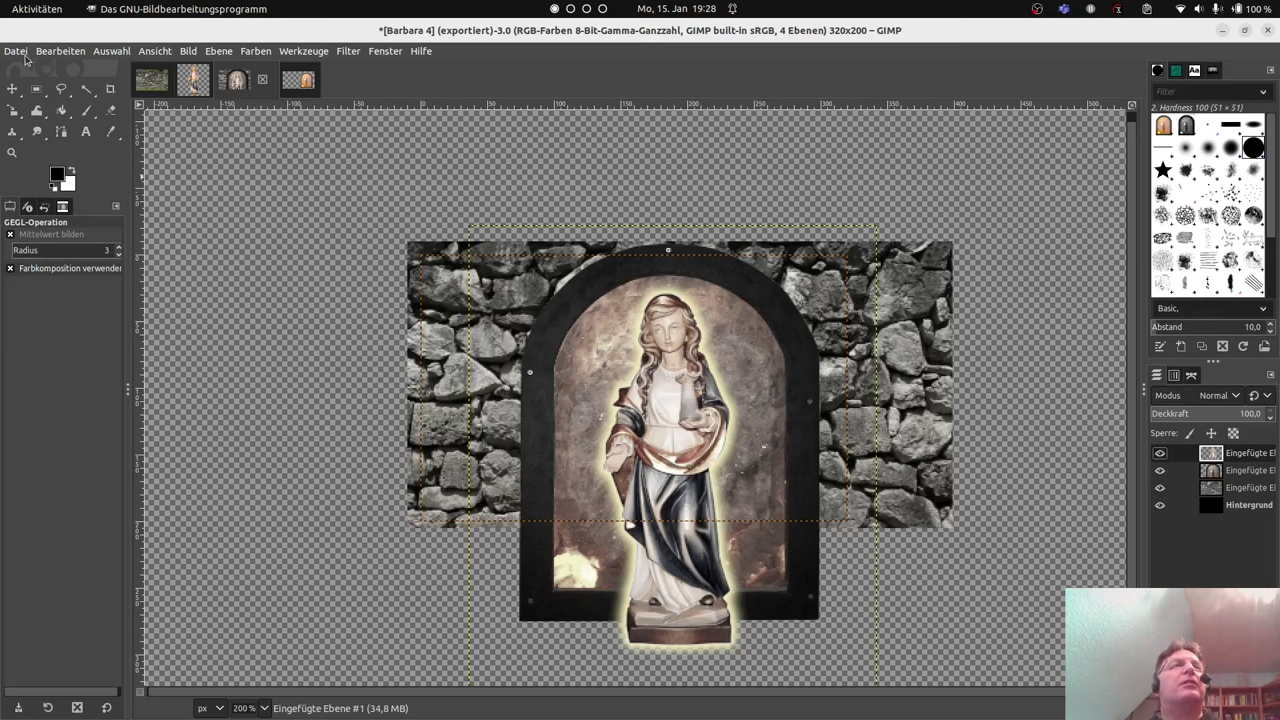 Aktivitäten
Das GNU-Bildbearbeitungsprogramm
Mo, 15. Jan 19:28
100 %
*[Barbara 4] (exportiert)-3.0 (RGB-Farben 8-Bit-Gamma-Ganzzahl, GIMP built-in sRGB, 4 Ebenen) 320x200 – GIMP
Datei Bearbeiten Auswahl Ansicht Bild Ebene Farben Werkzeuge Filter Fenster Hilfe
GEGL-Operation
Mittelwert bilden
Radius 3
Farbkomposition verwenden
Filter
2. Hardness 100 (51 × 51)
Basic,
Abstand 10,0
Modus Normal
Deckkraft 100,0
Sperre:
Eingefügte El
Eingefügte El
Eingefügte El
Hintergrund
px 200 % Eingefügte Ebene #1 (34,8 MB)